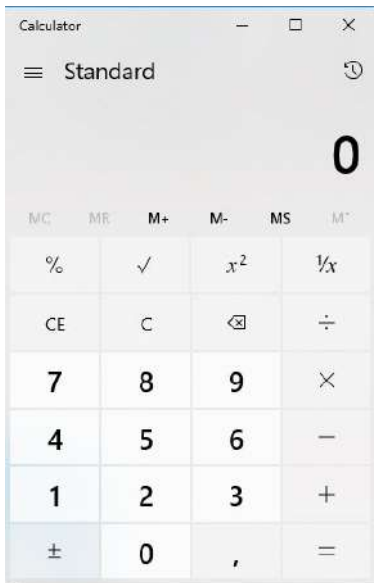 Calculator
Standard
0
MC MR M+ M- MS M˅
% √ x² ¹/x
CE C ÷
7 8 9 ×
4 5 6 −
1 2 3 +
± 0 , =